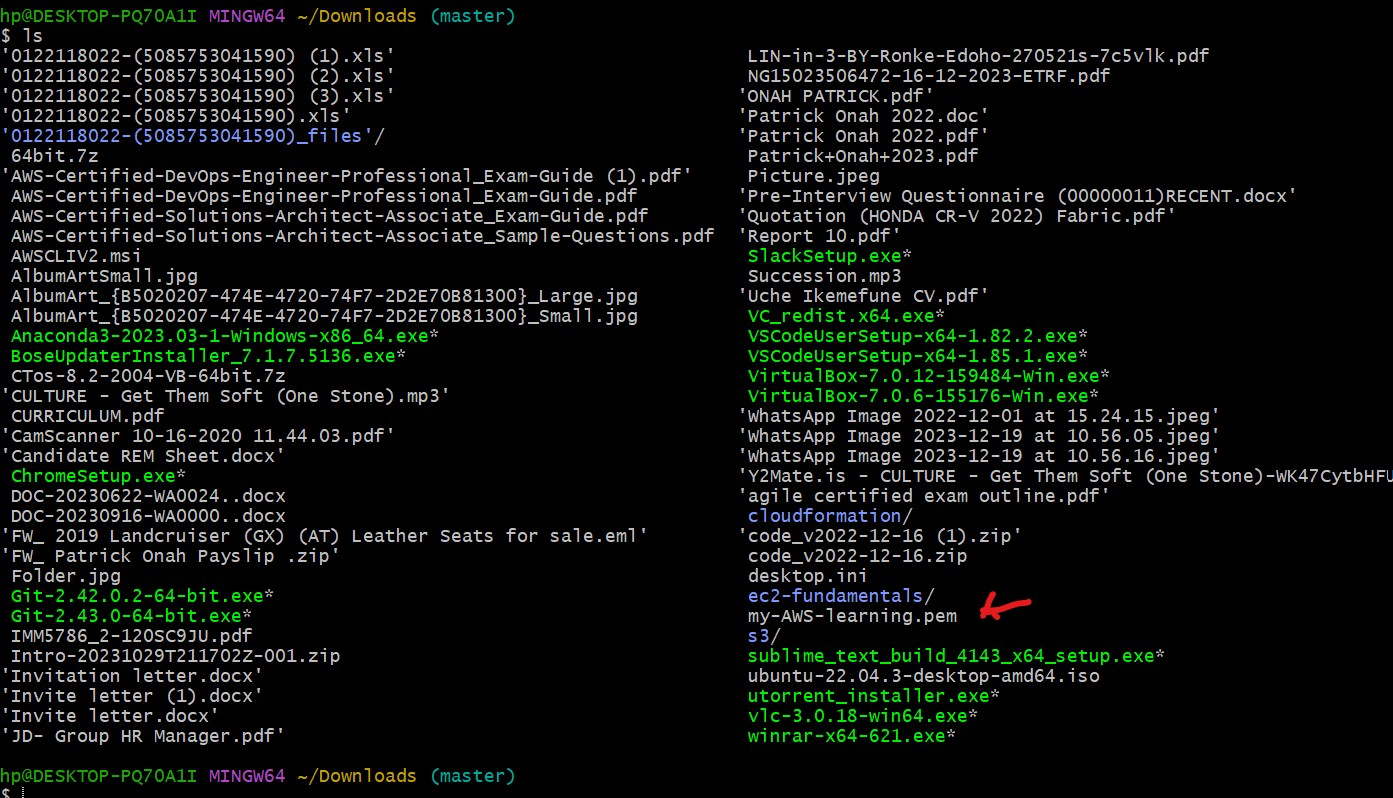 hp@DESKTOP-PQ70A1I MINGW64 ~/Downloads (master)
$ ls
'0122118022-(5085753041590) (1).xls'
'0122118022-(5085753041590) (2).xls'
'0122118022-(5085753041590) (3).xls'
'0122118022-(5085753041590).xls'
'0122118022-(5085753041590)_files'/
64bit.7z
'AWS-Certified-DevOps-Engineer-Professional_Exam-Guide (1).pdf'
AWS-Certified-DevOps-Engineer-Professional_Exam-Guide.pdf
AWS-Certified-Solutions-Architect-Associate_Exam-Guide.pdf
AWS-Certified-Solutions-Architect-Associate_Sample-Questions.pdf
AWSCLIV2.msi
AlbumArtSmall.jpg
AlbumArt_{B5020207-474E-4720-74F7-2D2E70B81300}_Large.jpg
AlbumArt_{B5020207-474E-4720-74F7-2D2E70B81300}_Small.jpg
Anaconda3-2023.03-1-Windows-x86_64.exe*
BoseUpdaterInstaller_7.1.7.5136.exe*
CTos-8.2-2004-VB-64bit.7z
'CULTURE - Get Them Soft (One Stone).mp3'
CURRICULUM.pdf
'CamScanner 10-16-2020 11.44.03.pdf'
'Candidate REM Sheet.docx'
ChromeSetup.exe*
DOC-20230622-WA0024..docx
DOC-20230916-WA0000..docx
'FW_ 2019 Landcruiser (GX) (AT) Leather Seats for sale.eml'
'FW_ Patrick Onah Payslip .zip'
Folder.jpg
Git-2.42.0.2-64-bit.exe*
Git-2.43.0-64-bit.exe*
IMM5786_2-120SC9JU.pdf
Intro-20231029T211702Z-001.zip
'Invitation letter.docx'
'Invite letter (1).docx'
'Invite letter.docx'
'JD- Group HR Manager.pdf'
LIN-in-3-BY-Ronke-Edoho-270521s-7c5vlk.pdf
NG15023506472-16-12-2023-ETRF.pdf
'ONAH PATRICK.pdf'
'Patrick Onah 2022.doc'
'Patrick Onah 2022.pdf'
Patrick+Onah+2023.pdf
Picture.jpeg
'Pre-Interview Questionnaire (00000011)RECENT.docx'
'Quotation (HONDA CR-V 2022) Fabric.pdf'
'Report 10.pdf'
SlackSetup.exe*
Succession.mp3
'Uche Ikemefune CV.pdf'
VC_redist.x64.exe*
VSCodeUserSetup-x64-1.82.2.exe*
VSCodeUserSetup-x64-1.85.1.exe*
VirtualBox-7.0.12-159484-Win.exe*
VirtualBox-7.0.6-155176-Win.exe*
'WhatsApp Image 2022-12-01 at 15.24.15.jpeg'
'WhatsApp Image 2023-12-19 at 10.56.05.jpeg'
'WhatsApp Image 2023-12-19 at 10.56.16.jpeg'
'Y2Mate.is - CULTURE - Get Them Soft (One Stone)-WK47CytbHFU
'agile certified exam outline.pdf'
cloudformation/
'code_v2022-12-16 (1).zip'
code_v2022-12-16.zip
desktop.ini
ec2-fundamentals/
my-AWS-learning.pem
s3/
sublime_text_build_4143_x64_setup.exe*
ubuntu-22.04.3-desktop-amd64.iso
utorrent_installer.exe*
vlc-3.0.18-win64.exe*
winrar-x64-621.exe*
hp@DESKTOP-PQ70A1I MINGW64 ~/Downloads (master)
$